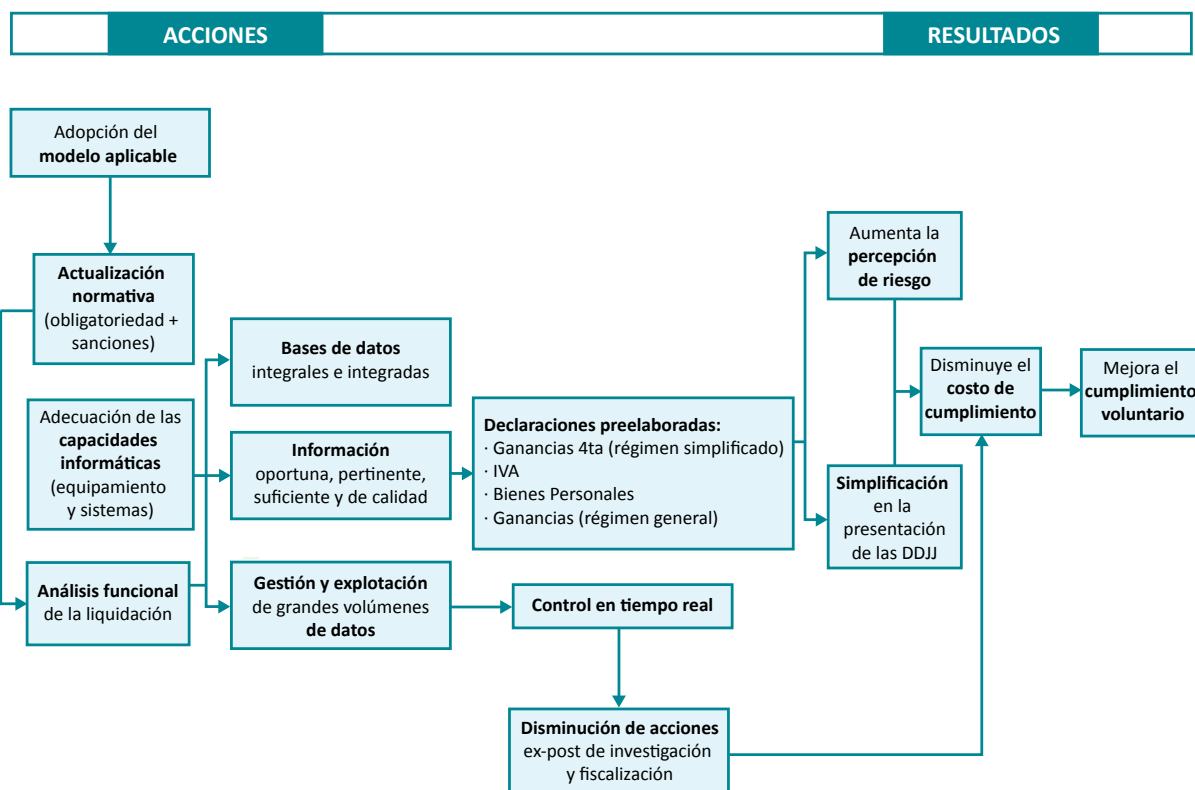 ACCIONES
RESULTADOS
Adopción del
modelo aplicable
Actualización
normativa
(obligatoriedad +
sanciones)
Adecuación de las
capacidades
informáticas
(equipamiento
y sistemas)
Análisis funcional
de la liquidación
Bases de datos
integrales e integradas
Información
oportuna, pertinente,
suficiente y de calidad
Gestión y explotación
de grandes volúmenes
de datos
Declaraciones preelaboradas:
· Ganancias 4ta (régimen simplificado)
· IVA
· Bienes Personales
· Ganancias (régimen general)
Control en tiempo real
Disminución de acciones
ex-post de investigación
y fiscalización
Aumenta la
percepción
de riesgo
Simplificación
en la
presentación
de las DDJJ
Disminuye el
costo de
cumplimiento
Mejora el
cumplimiento
voluntario